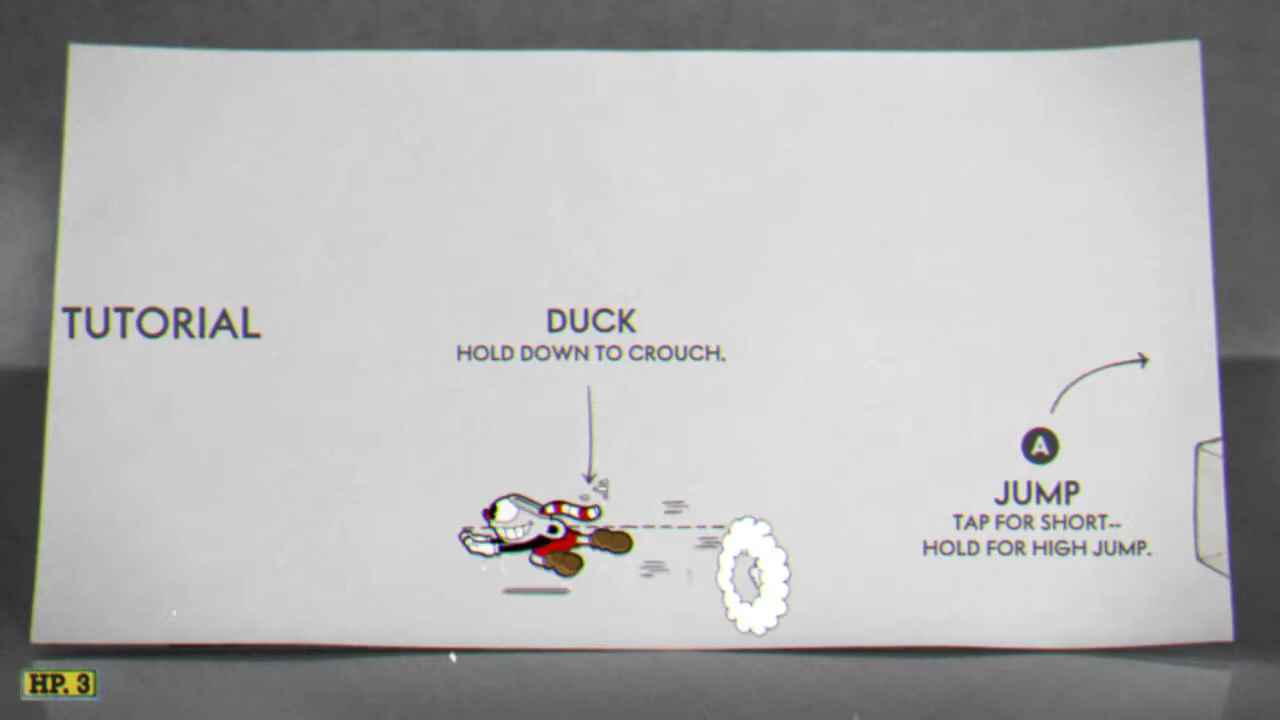 TUTORIAL
DUCK
HOLD DOWN TO CROUCH.
A
JUMP
TAP FOR SHORT--
HOLD FOR HIGH JUMP.
HP. 3